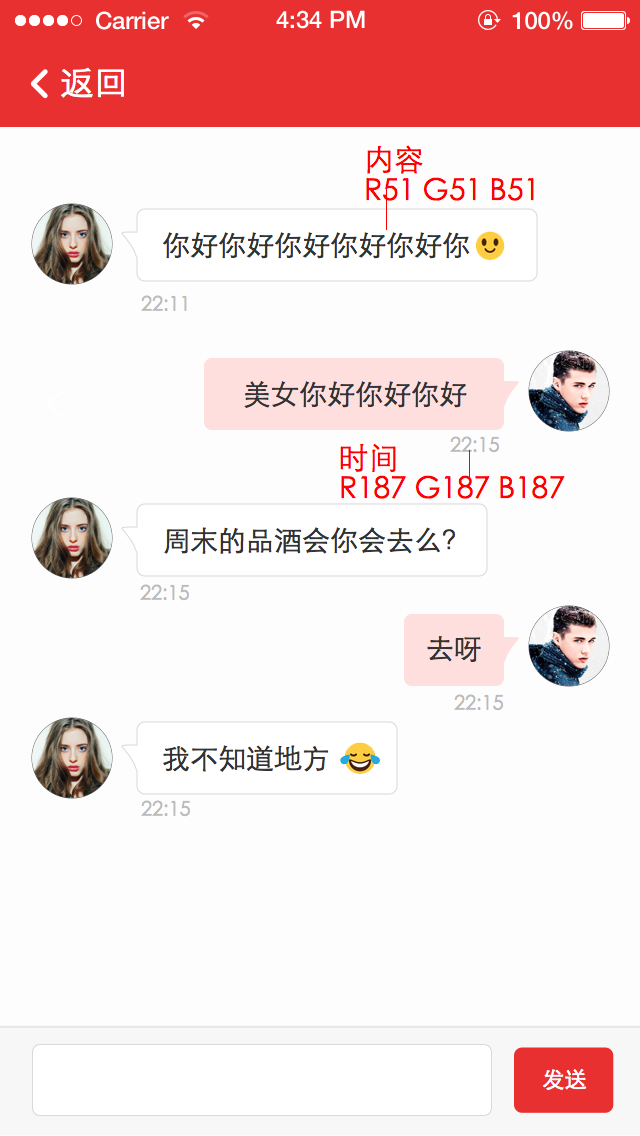 Carrier 4:34 PM 100%
返回
内容
R51 G51 B51
你好你好你好你好你好你
22:11
美女你好你好你好
22:15
时间
R187 G187 B187
周末的品酒会你会去么?
22:15
去呀
22:15
我不知道地方
22:15
发送